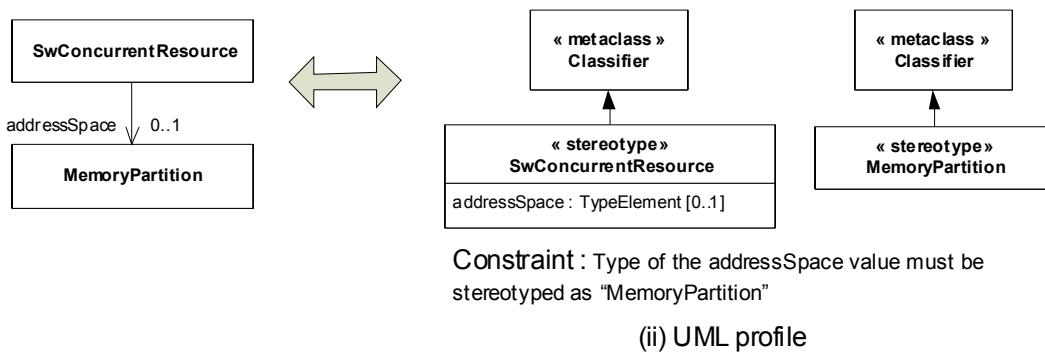 SwConcurrentResource
addressSpace 0..1
MemoryPartition
« metaclass »
Classifier
« stereotype »
SwConcurrentResource
addressSpace : TypeElement [0..1]
« metaclass »
Classifier
« stereotype »
MemoryPartition
Constraint : Type of the addressSpace value must be
stereotyped as “MemoryPartition”
(ii) UML profile